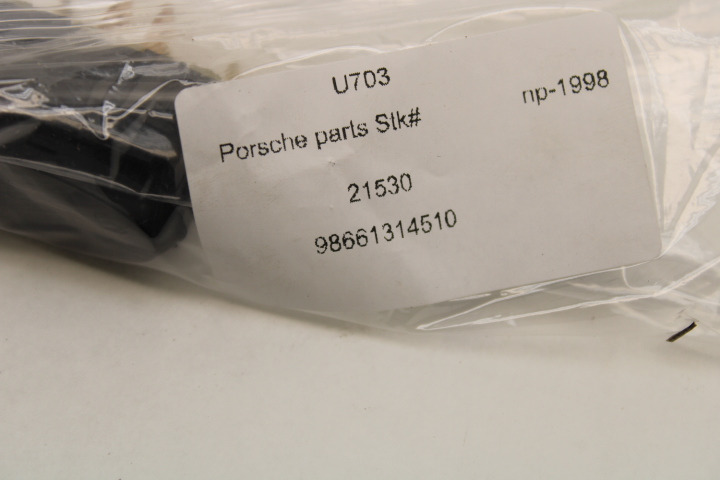 U703
np-1998
Porsche parts Stk#
21530
98661314510